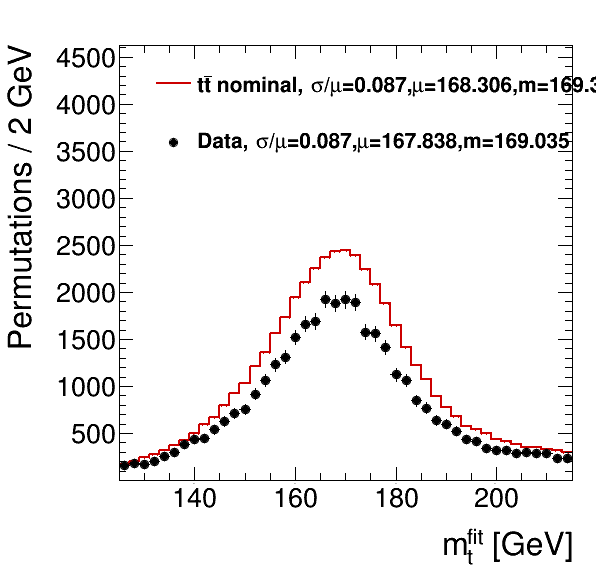 Permutations / 2 GeV
4500
4000
3500
3000
2500
2000
1500
1000
500
tt̄ nominal, σ/μ=0.087,μ=168.306,m=169.3
Data, σ/μ=0.087,μ=167.838,m=169.035
140 160 180 200
m_t^fit [GeV]